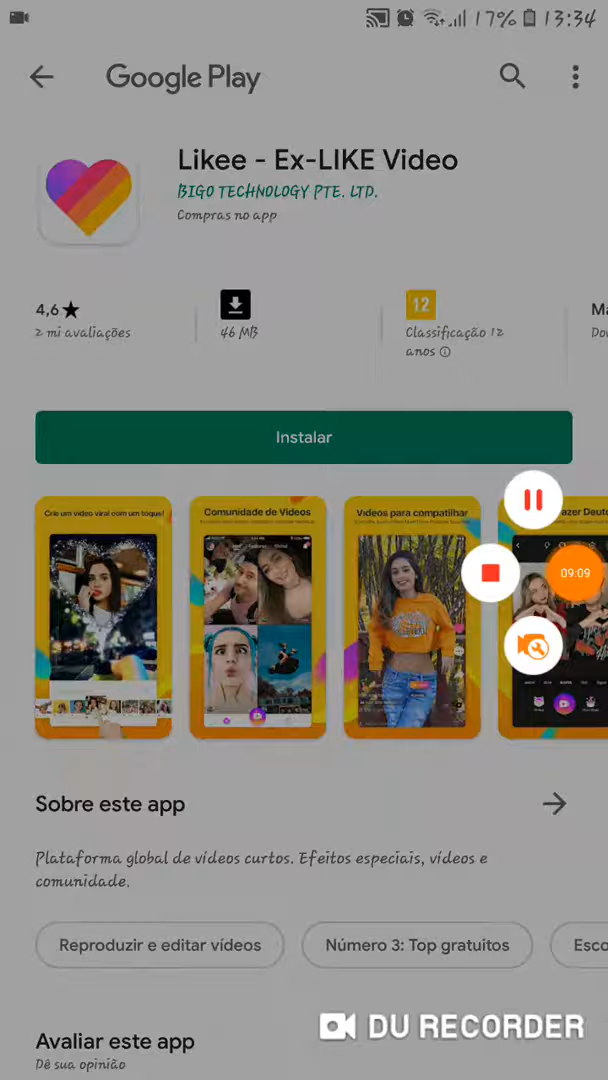 17% 13:34
Google Play
Likee - Ex-LIKE Video
BIGO TECHNOLOGY PTE. LTD.
Compras no app
4,6★
2 mi avaliações
46 MB
12
Classificação 12
anos
Instalar
Crie um vídeo viral com um toque!
Comunidade de Vídeos
Vídeos para compatilhar
09:09
Sobre este app
Plataforma global de vídeos curtos. Efeitos especiais, vídeos e
comunidade.
Reproduzir e editar vídeos
Número 3: Top gratuitos
Esco
DU RECORDER
Avaliar este app
Dê sua opinião